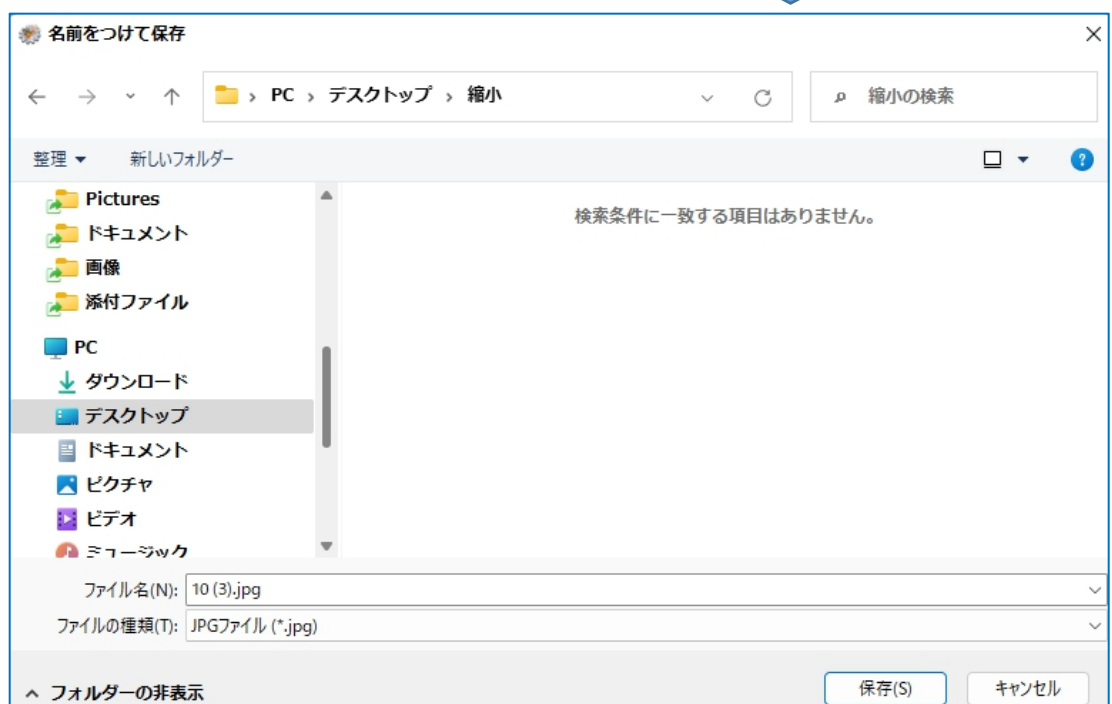 名前をつけて保存
PC > デスクトップ > 縮小
縮小の検索
整理
新しいフォルダー
検索条件に一致する項目はありません。
Pictures
ドキュメント
画像
添付ファイル
PC
ダウンロード
デスクトップ
ドキュメント
ピクチャ
ビデオ
ミュージック
ファイル名(N): 10 (3).jpg
ファイルの種類(T): JPGファイル (*.jpg)
フォルダーの非表示
保存(S)
キャンセル